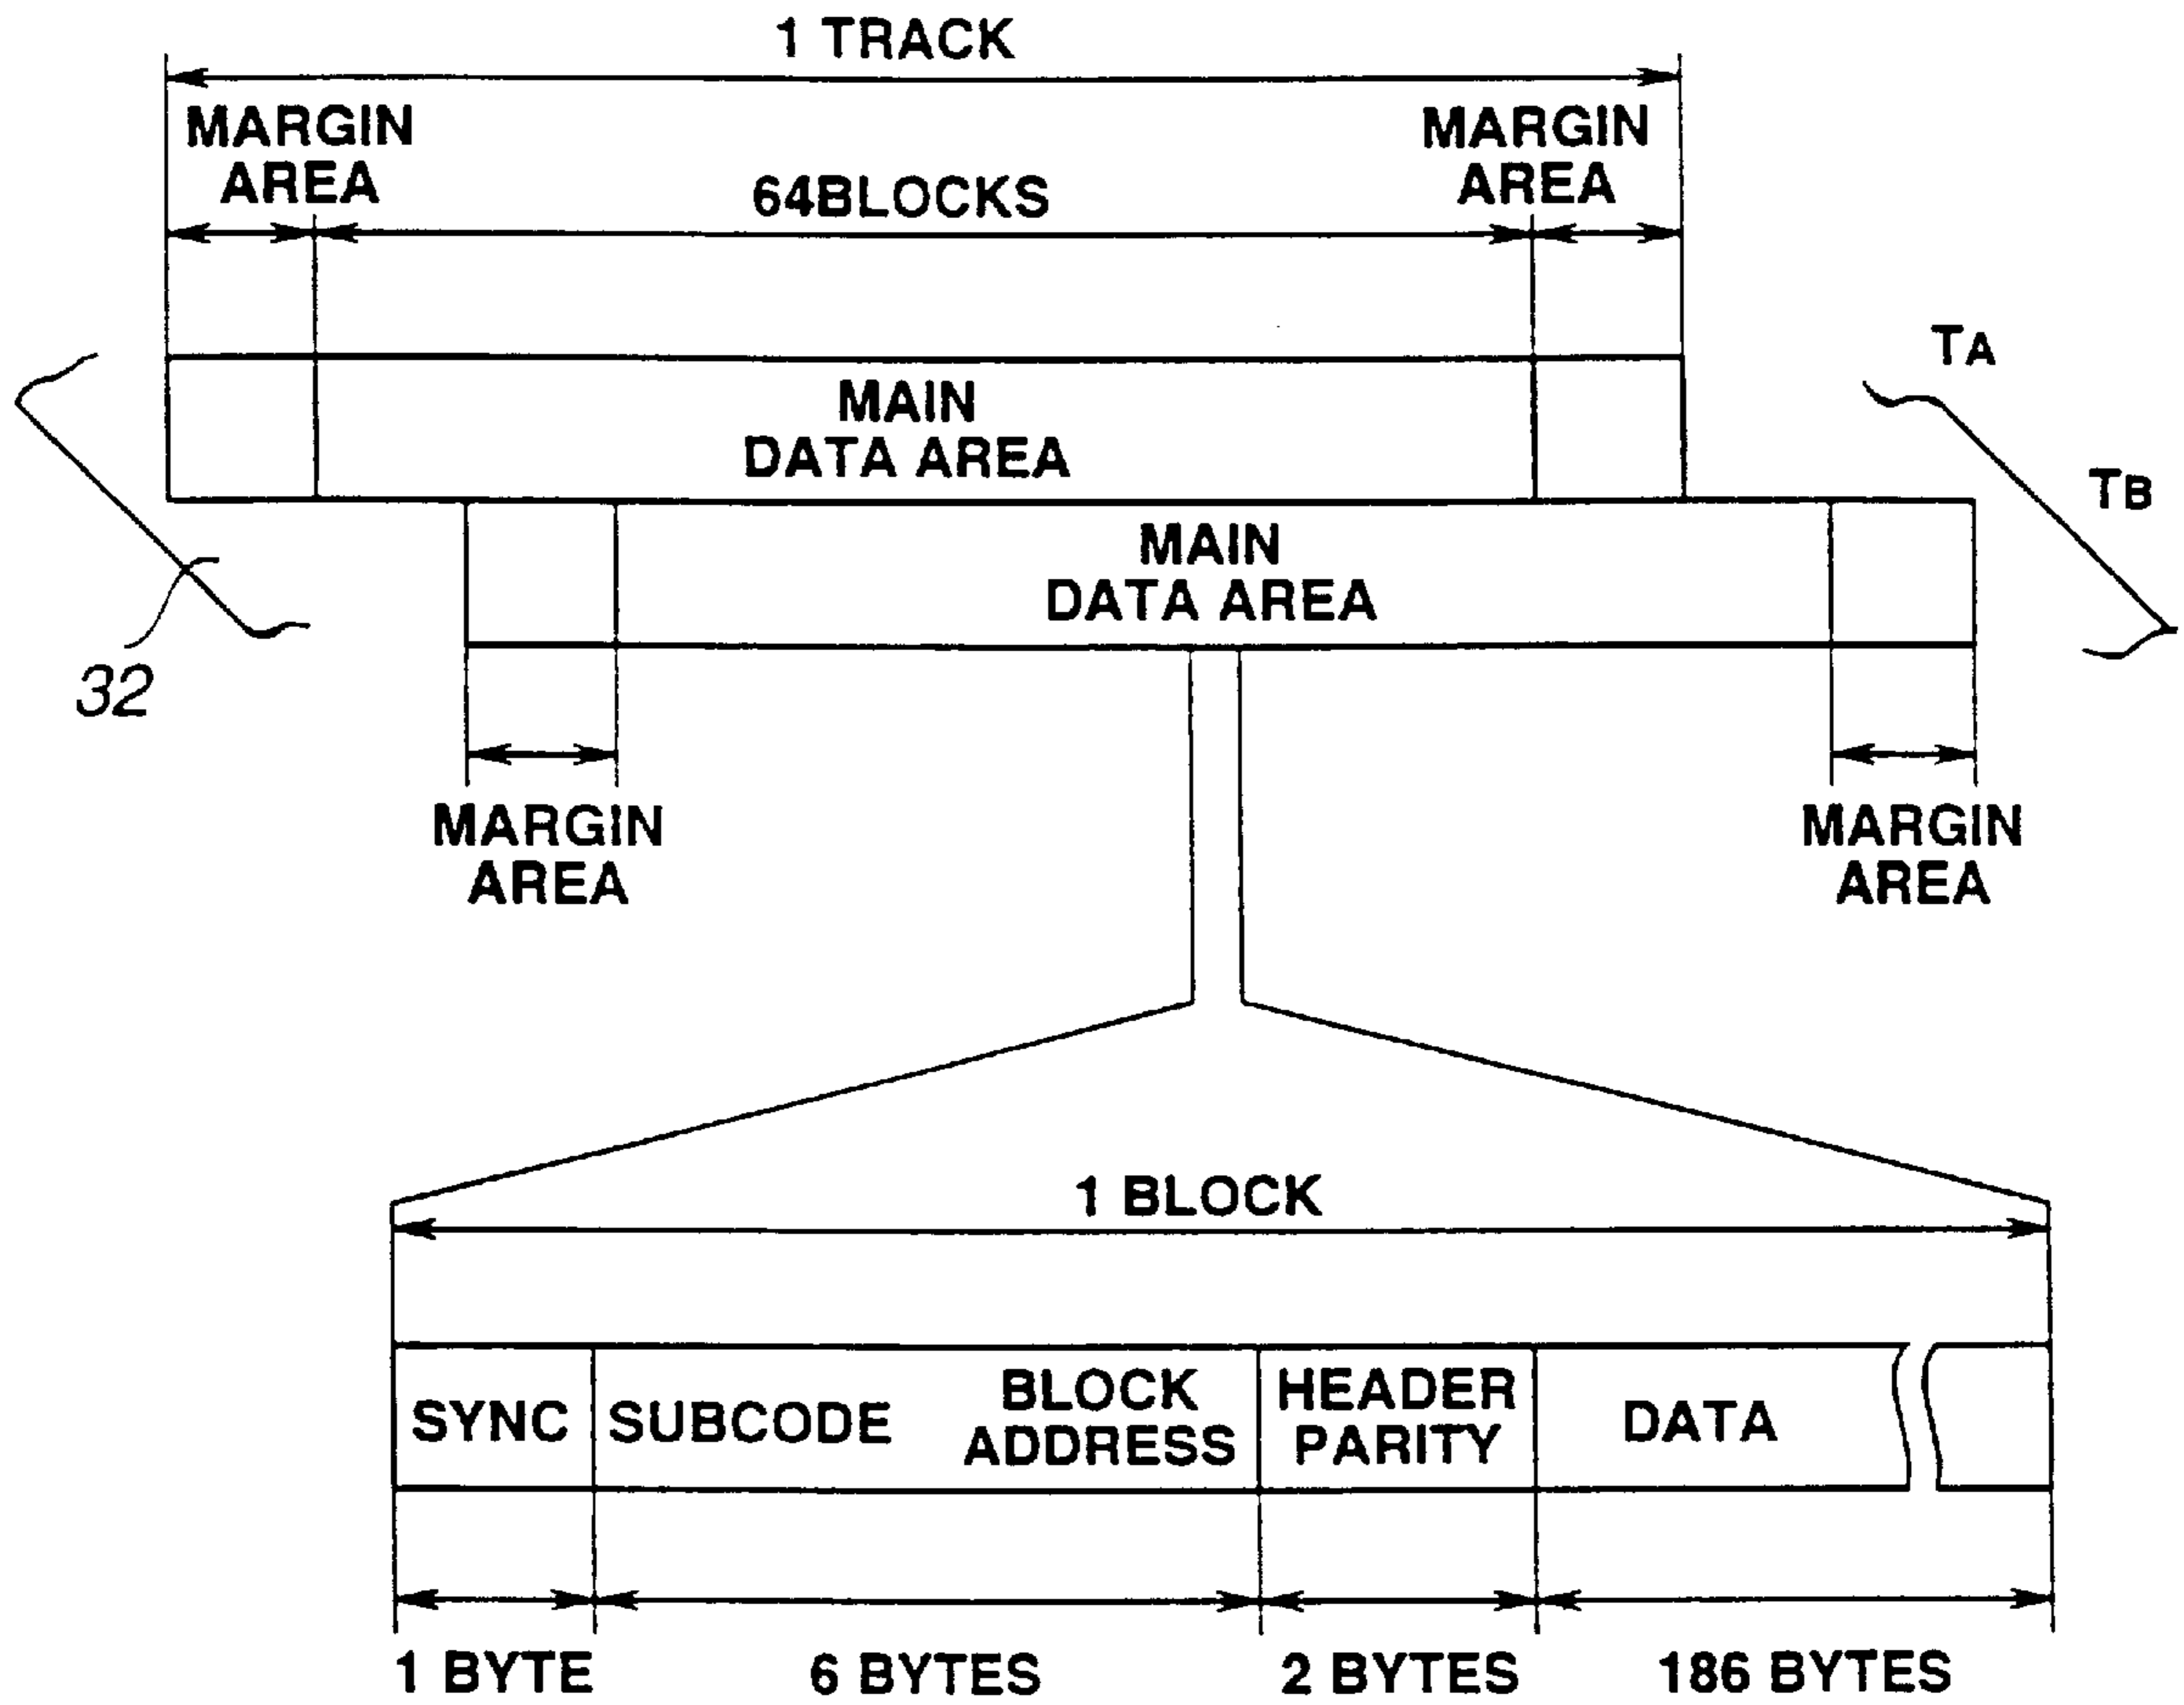 1 TRACK
MARGIN
AREA
64BLOCKS
MARGIN
AREA
TA
MAIN
DATA AREA
TB
MAIN
DATA AREA
32
MARGIN
AREA
MARGIN
AREA
1 BLOCK
SYNC
SUBCODE
BLOCK
ADDRESS
HEADER
PARITY
DATA
1 BYTE
6 BYTES
2 BYTES
186 BYTES